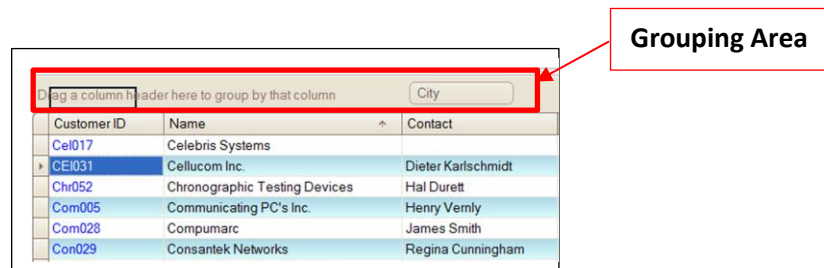 Grouping Area
Drag a column header here to group by that column City
Customer ID Name Contact
Cel017 Celebris Systems
CEI031 Cellucom Inc. Dieter Karlschmidt
Chr052 Chronographic Testing Devices Hal Durett
Com005 Communicating PC's Inc. Henry Vernly
Com028 Compumarc James Smith
Con029 Consantek Networks Regina Cunningham